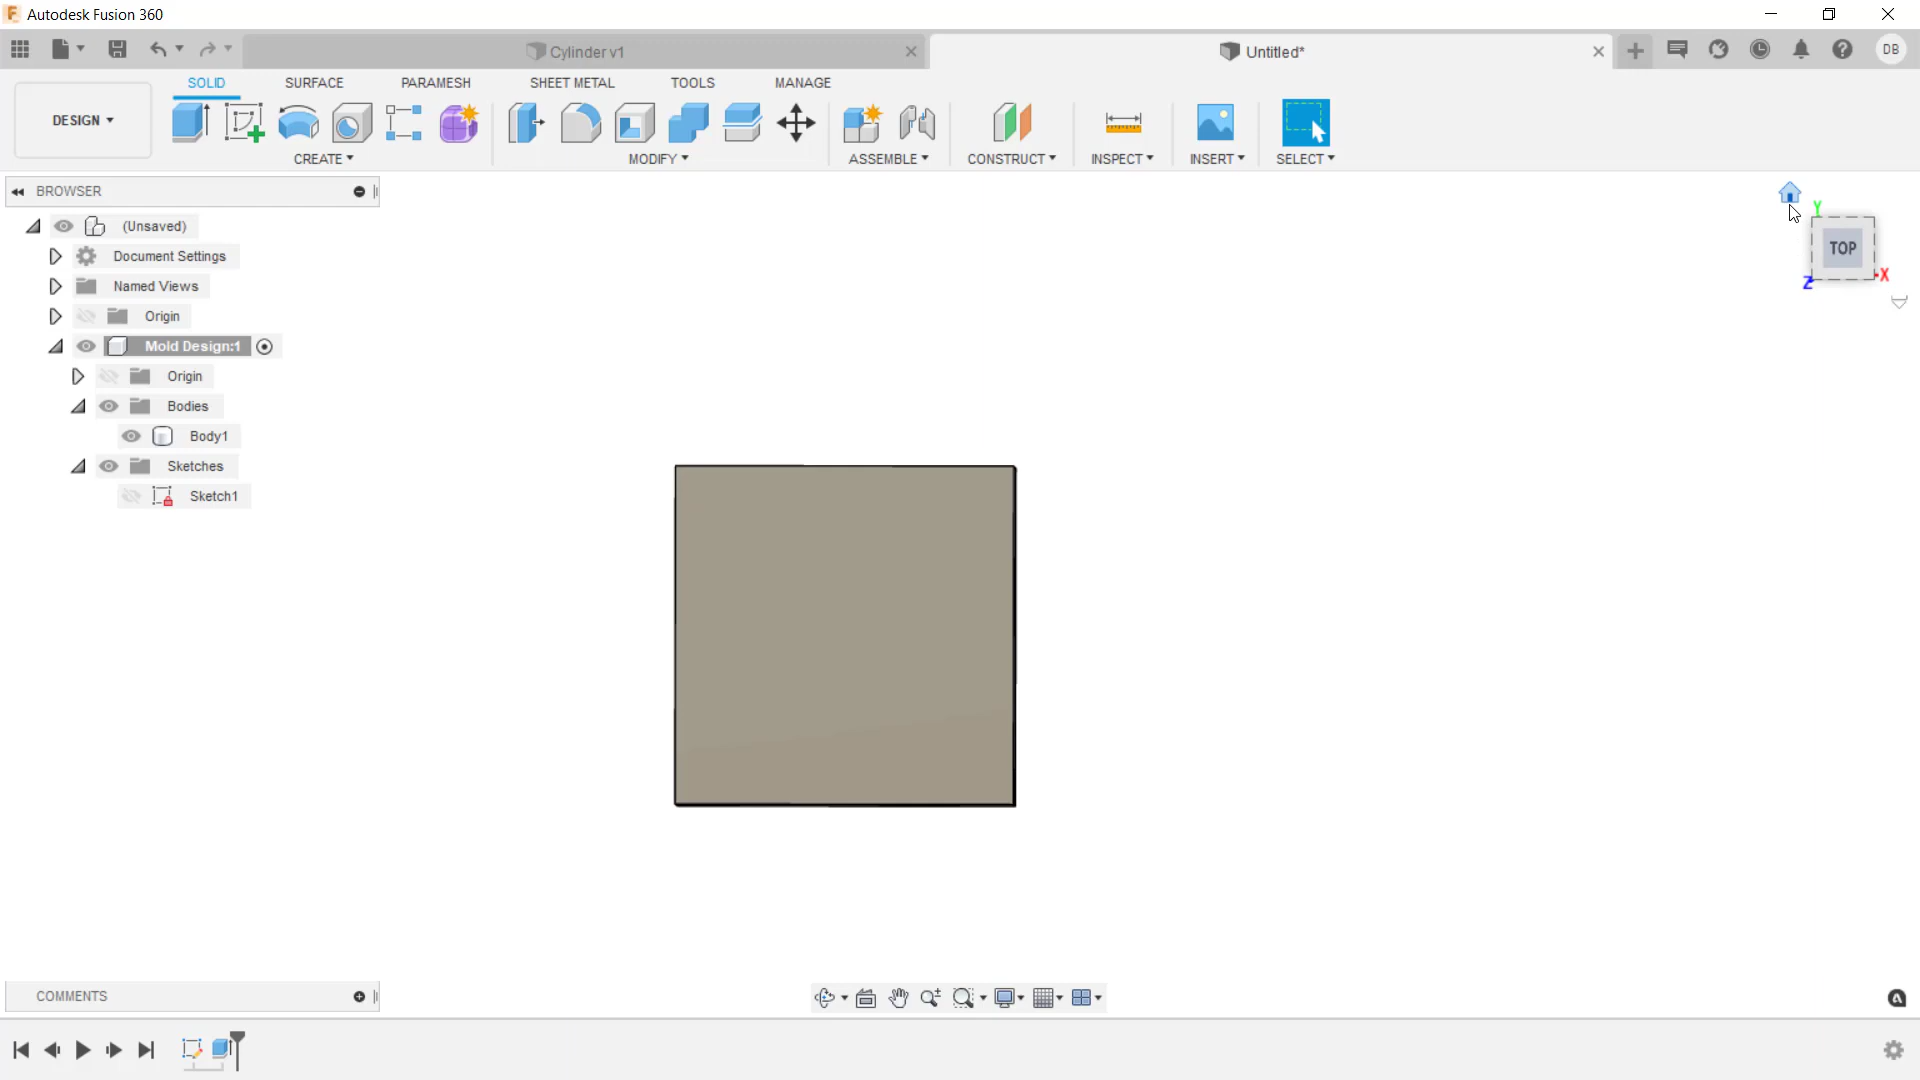 Autodesk Fusion 360
Cylinder v1
Untitled*
DB
DESIGN
SOLID SURFACE PARAMESH SHEET METAL TOOLS MANAGE
CREATE MODIFY ASSEMBLE CONSTRUCT INSPECT INSERT SELECT
BROWSER
(Unsaved)
Document Settings
Named Views
Origin
Mold Design:1
Origin
Bodies
Body1
Sketches
Sketch1
Y
TOP
X
Z
COMMENTS